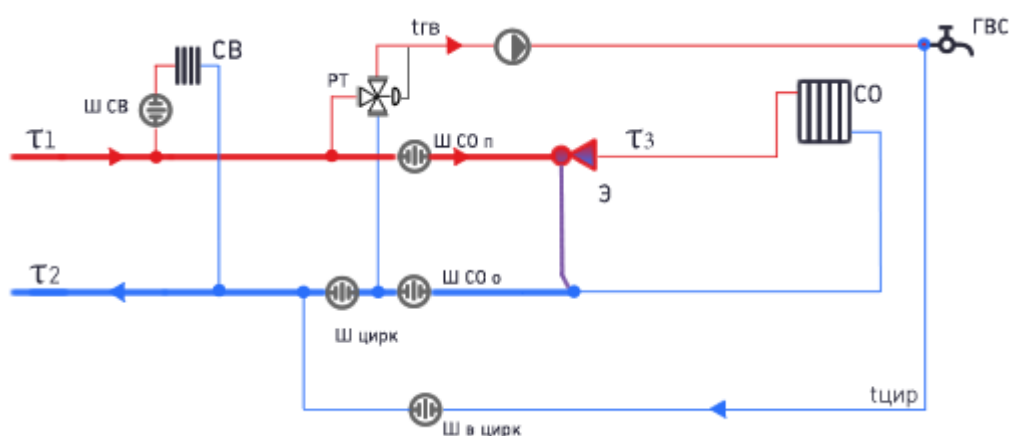 tгв
ГВС
СВ
РТ
СО
Ш СВ
τ1
Ш СО п
τ3
Э
τ2
Ш СО о
Ш цирк
tцир
Ш в цирк